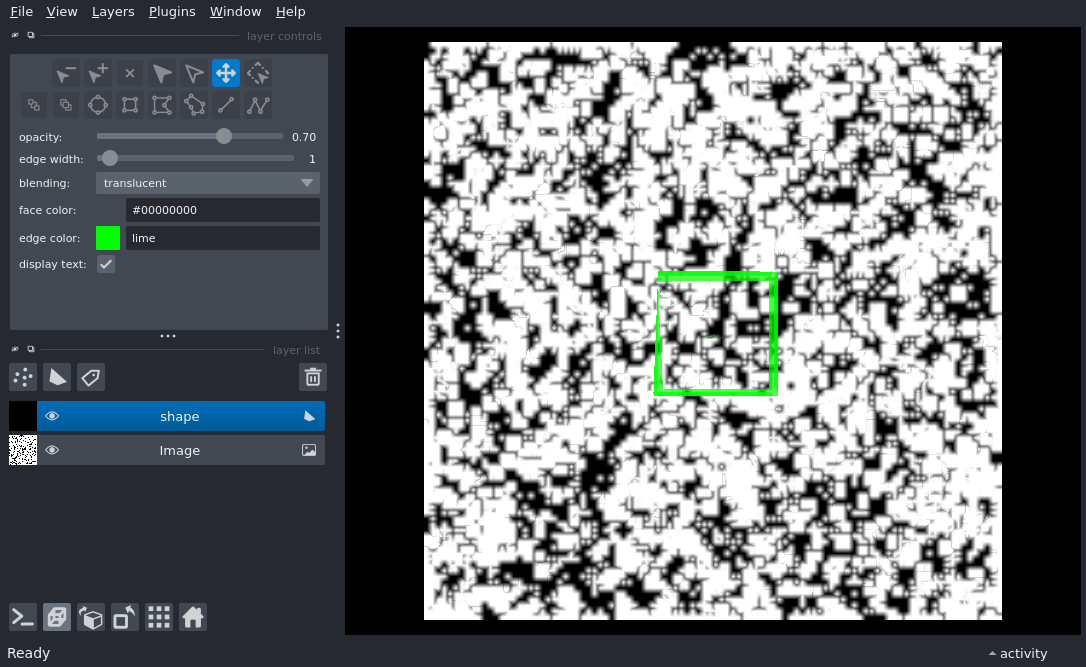 File View Layers Plugins Window Help
layer controls
opacity: 0.70
edge width: 1
blending: translucent
face color: #00000000
edge color: lime
display text:
layer list
shape
Image
Ready
activity